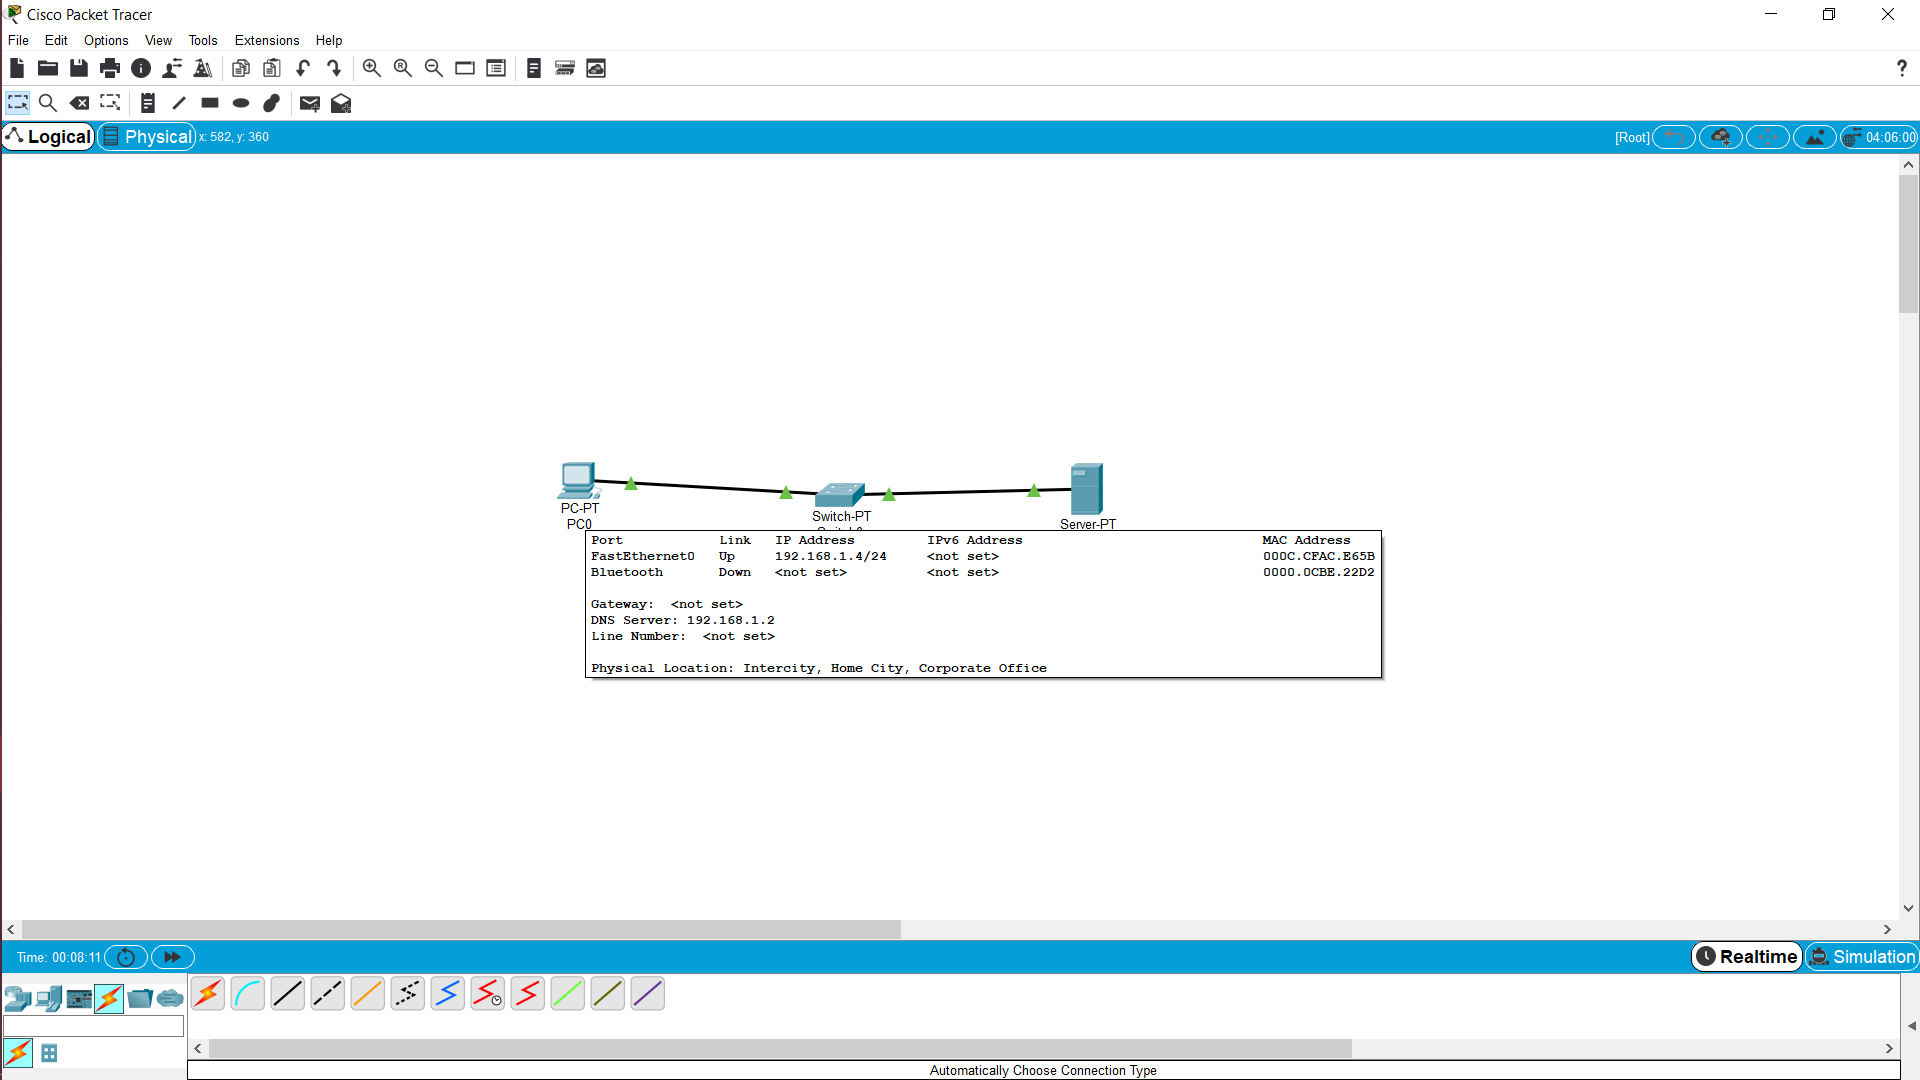 Cisco Packet Tracer
File Edit Options View Tools Extensions Help
?
Logical Physical x: 582, y: 360 [Root] 04:06:00
PC-PT
PC0
Switch-PT
Server-PT
Port Link IP Address IPv6 Address MAC Address
FastEthernet0 Up 192.168.1.4/24 <not set> 000C.CFAC.E65B
Bluetooth Down <not set> <not set> 0000.0CBE.22D2
Gateway: <not set>
DNS Server: 192.168.1.2
Line Number: <not set>
Physical Location: Intercity, Home City, Corporate Office
Time: 00:08:11 Realtime Simulation
Automatically Choose Connection Type